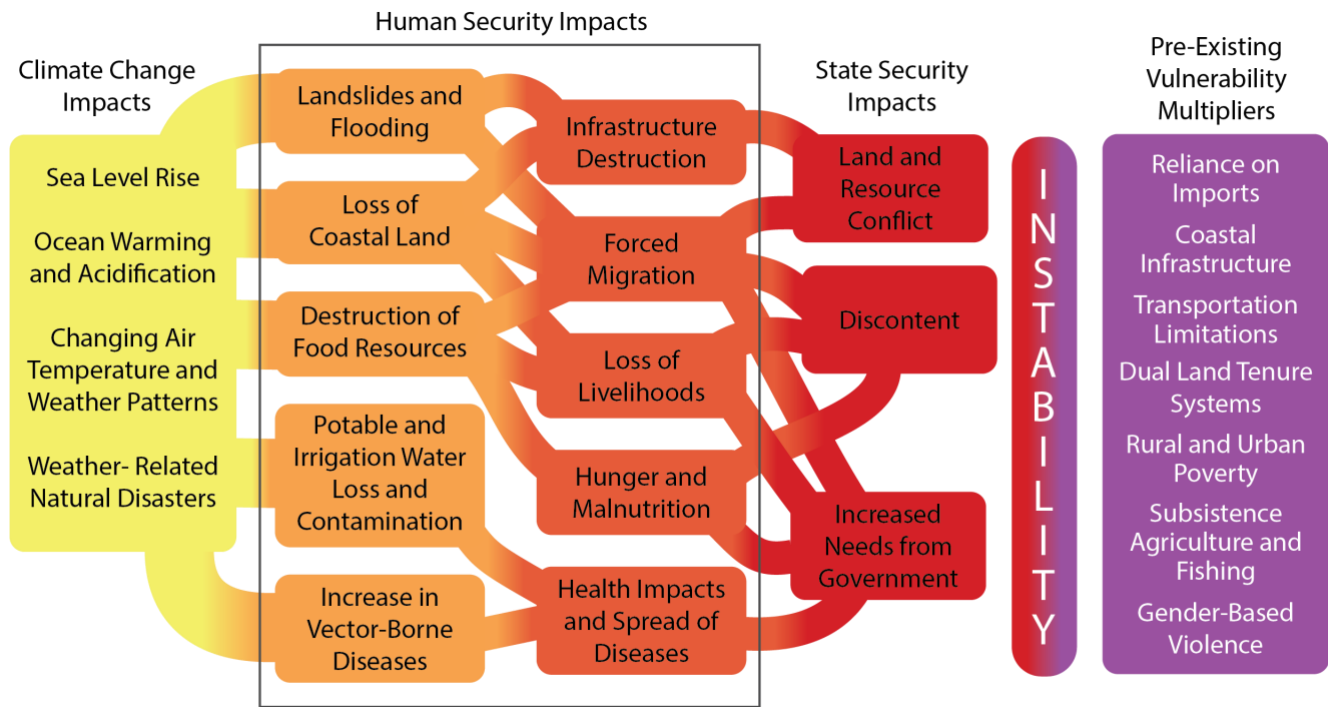 Human Security Impacts
Climate Change
Impacts
Sea Level Rise
Ocean Warming
and Acidification
Changing Air
Temperature and
Weather Patterns
Weather- Related
Natural Disasters
Landslides and
Flooding
Loss of
Coastal Land
Destruction of
Food Resources
Potable and
Irrigation Water
Loss and
Contamination
Increase in
Vector-Borne
Diseases
Infrastructure
Destruction
Forced
Migration
Loss of
Livelihoods
Hunger and
Malnutrition
Health Impacts
and Spread of
Diseases
State Security
Impacts
Land and
Resource
Conflict
Discontent
Increased
Needs from
Government
INSTABILITY
Pre-Existing
Vulnerability
Multipliers
Reliance on
Imports
Coastal
Infrastructure
Transportation
Limitations
Dual Land Tenure
Systems
Rural and Urban
Poverty
Subsistence
Agriculture and
Fishing
Gender-Based
Violence